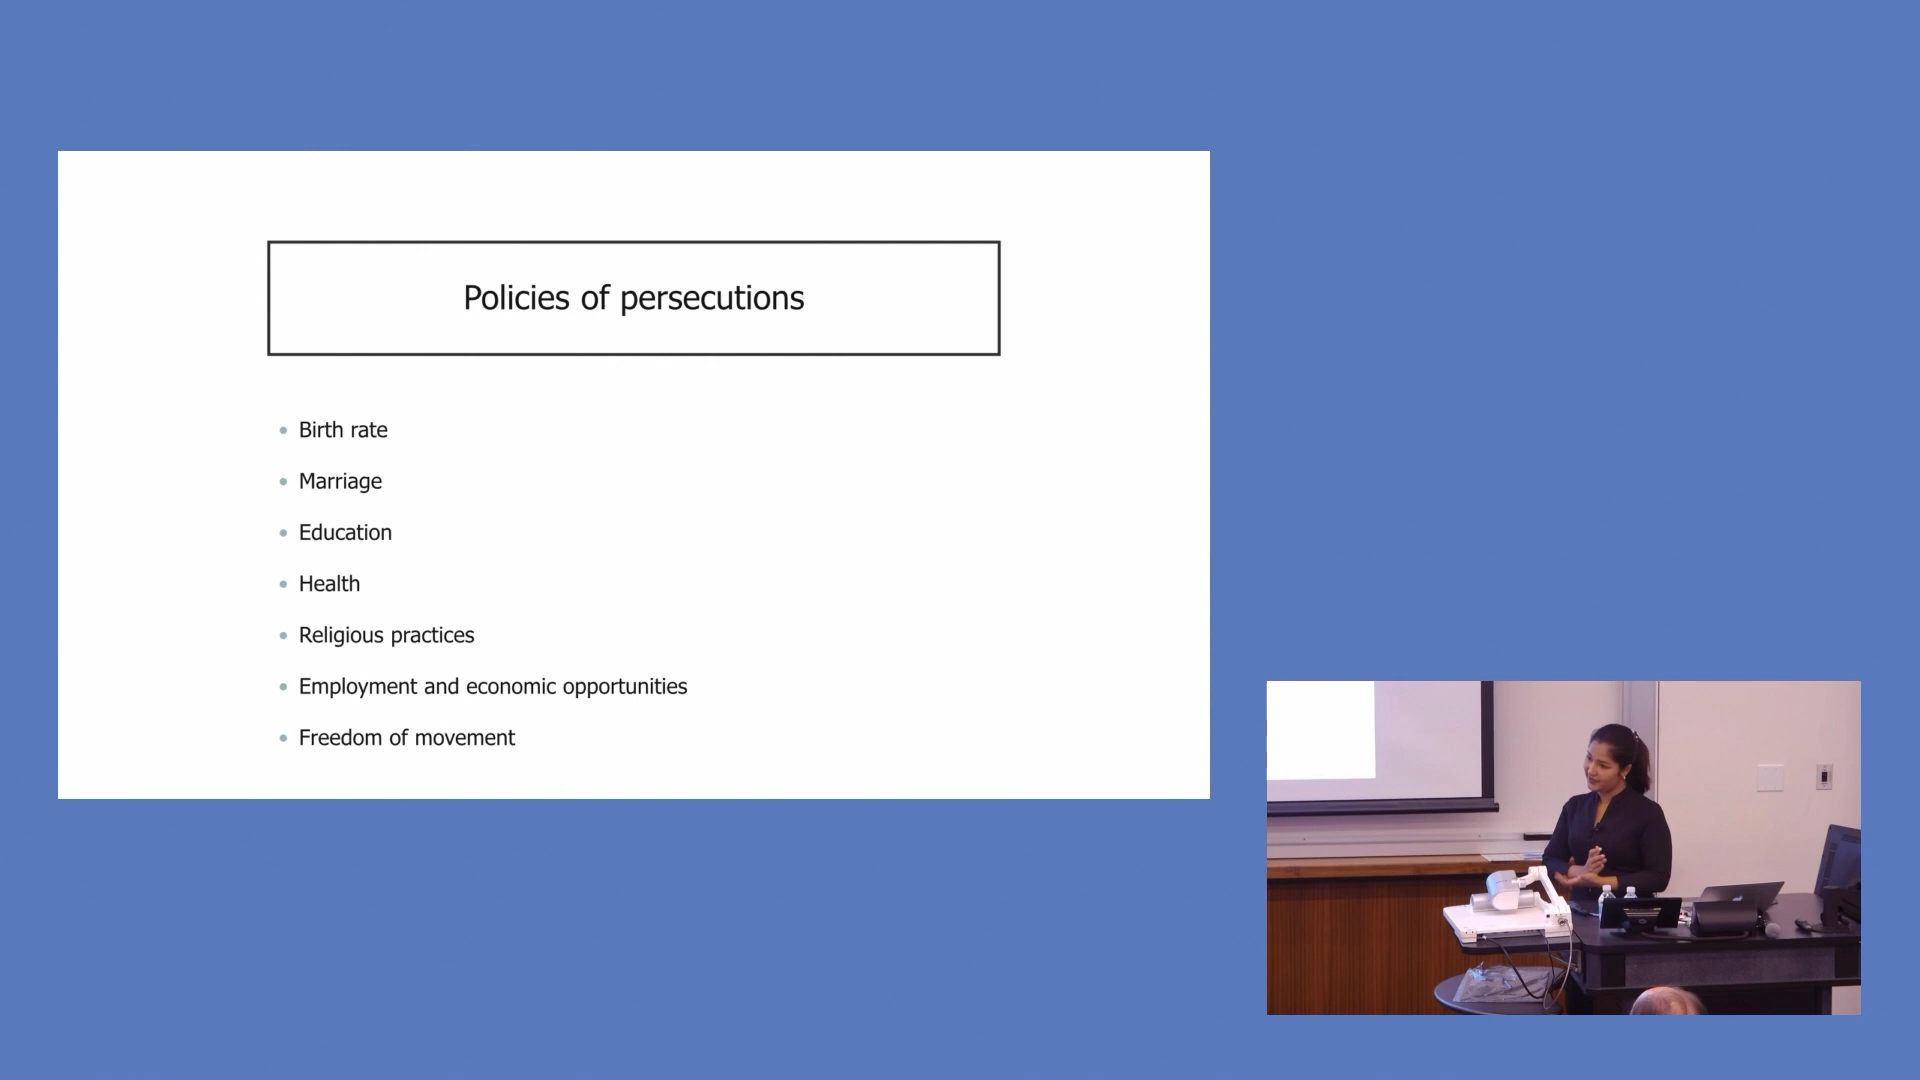 Policies of persecutions
Birth rate
Marriage
Education
Health
Religious practices
Employment and economic opportunities
Freedom of movement